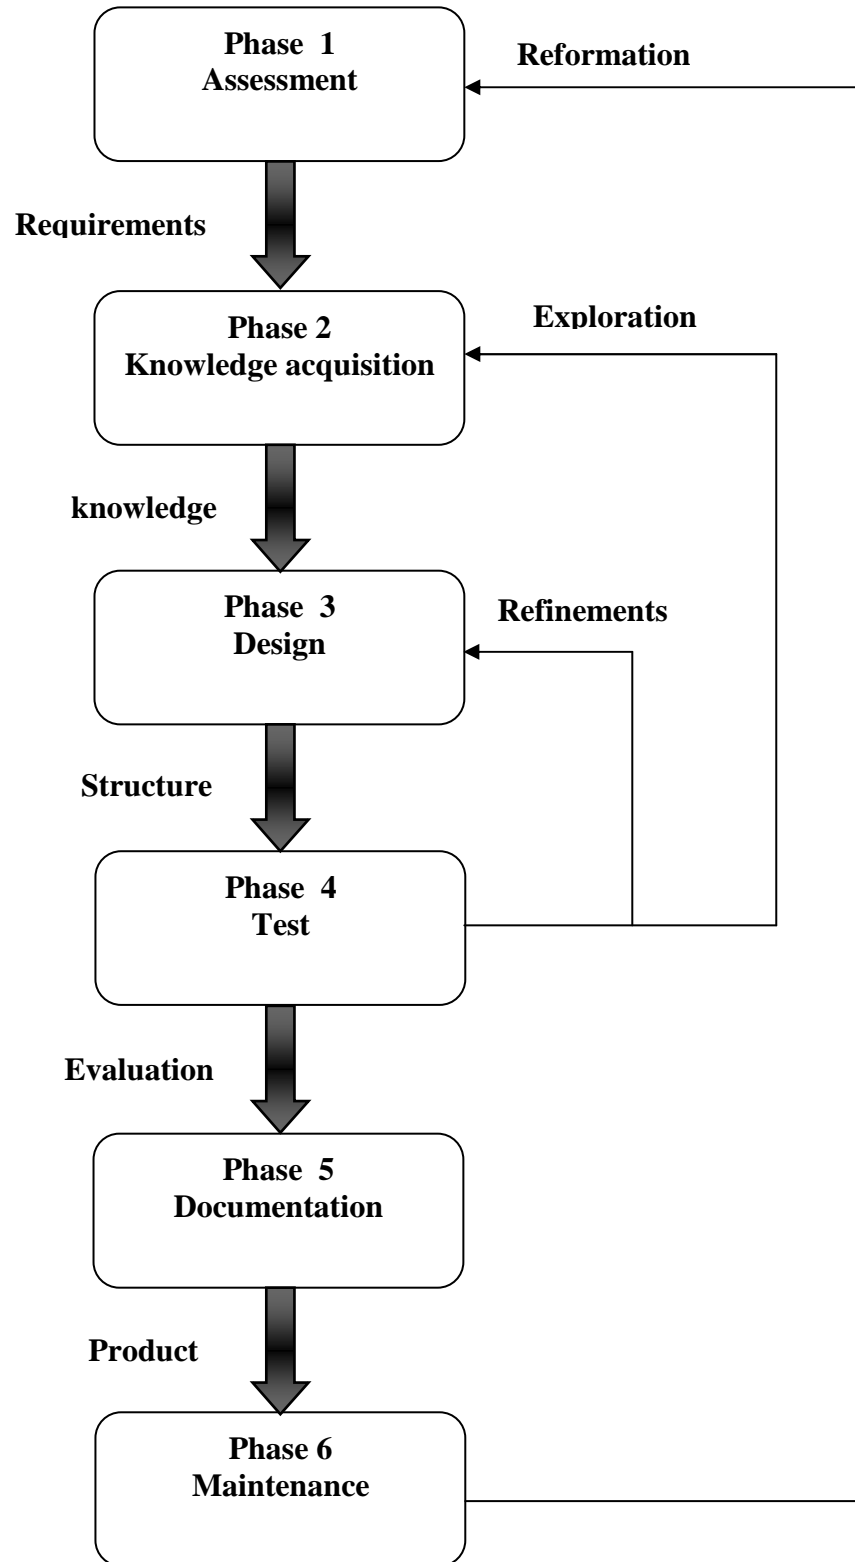 Phase 1
Assessment
Reformation
Requirements
Phase 2
Knowledge acquisition
Exploration
knowledge
Phase 3
Design
Refinements
Structure
Phase 4
Test
Evaluation
Phase 5
Documentation
Product
Phase 6
Maintenance